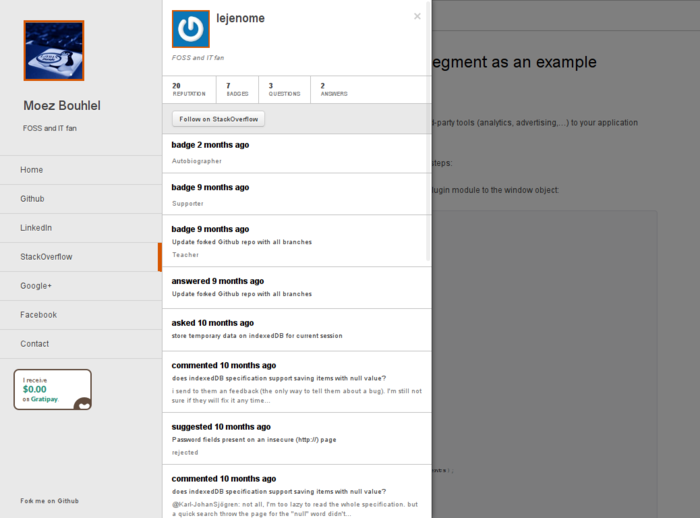 Moez Bouhlel
FOSS and IT fan
Home
Github
LinkedIn
StackOverflow
Google+
Facebook
Contact
I receive
$0.00
on Gratipay.
Fork me on Github
lejenome
×
FOSS and IT fan
20
REPUTATION
7
BADGES
3
QUESTIONS
2
ANSWERS
Follow on StackOverflow
badge 2 months ago
Autobiographer
badge 9 months ago
Supporter
badge 9 months ago
Update forked Github repo with all branches
Teacher
answered 9 months ago
Update forked Github repo with all branches
asked 10 months ago
store temporary data on indexedDB for current session
commented 10 months ago
does indexedDB specification support saving items with null value?
i send to them an feedback (the only way to tell them about a bug). I'm still not
sure if they will fix it any time...
suggested 10 months ago
Password fields present on an insecure (http://) page
rejected
commented 10 months ago
does indexedDB specification support saving items with null value?
@Karl-JohanSjögren: not all, I'm too lazy to read the whole specification. but
a quick search throw the page for the "null" word didn't...
egment as an example
-party tools (analytics, advertising,...) to your application
steps:
lugin module to the window object: